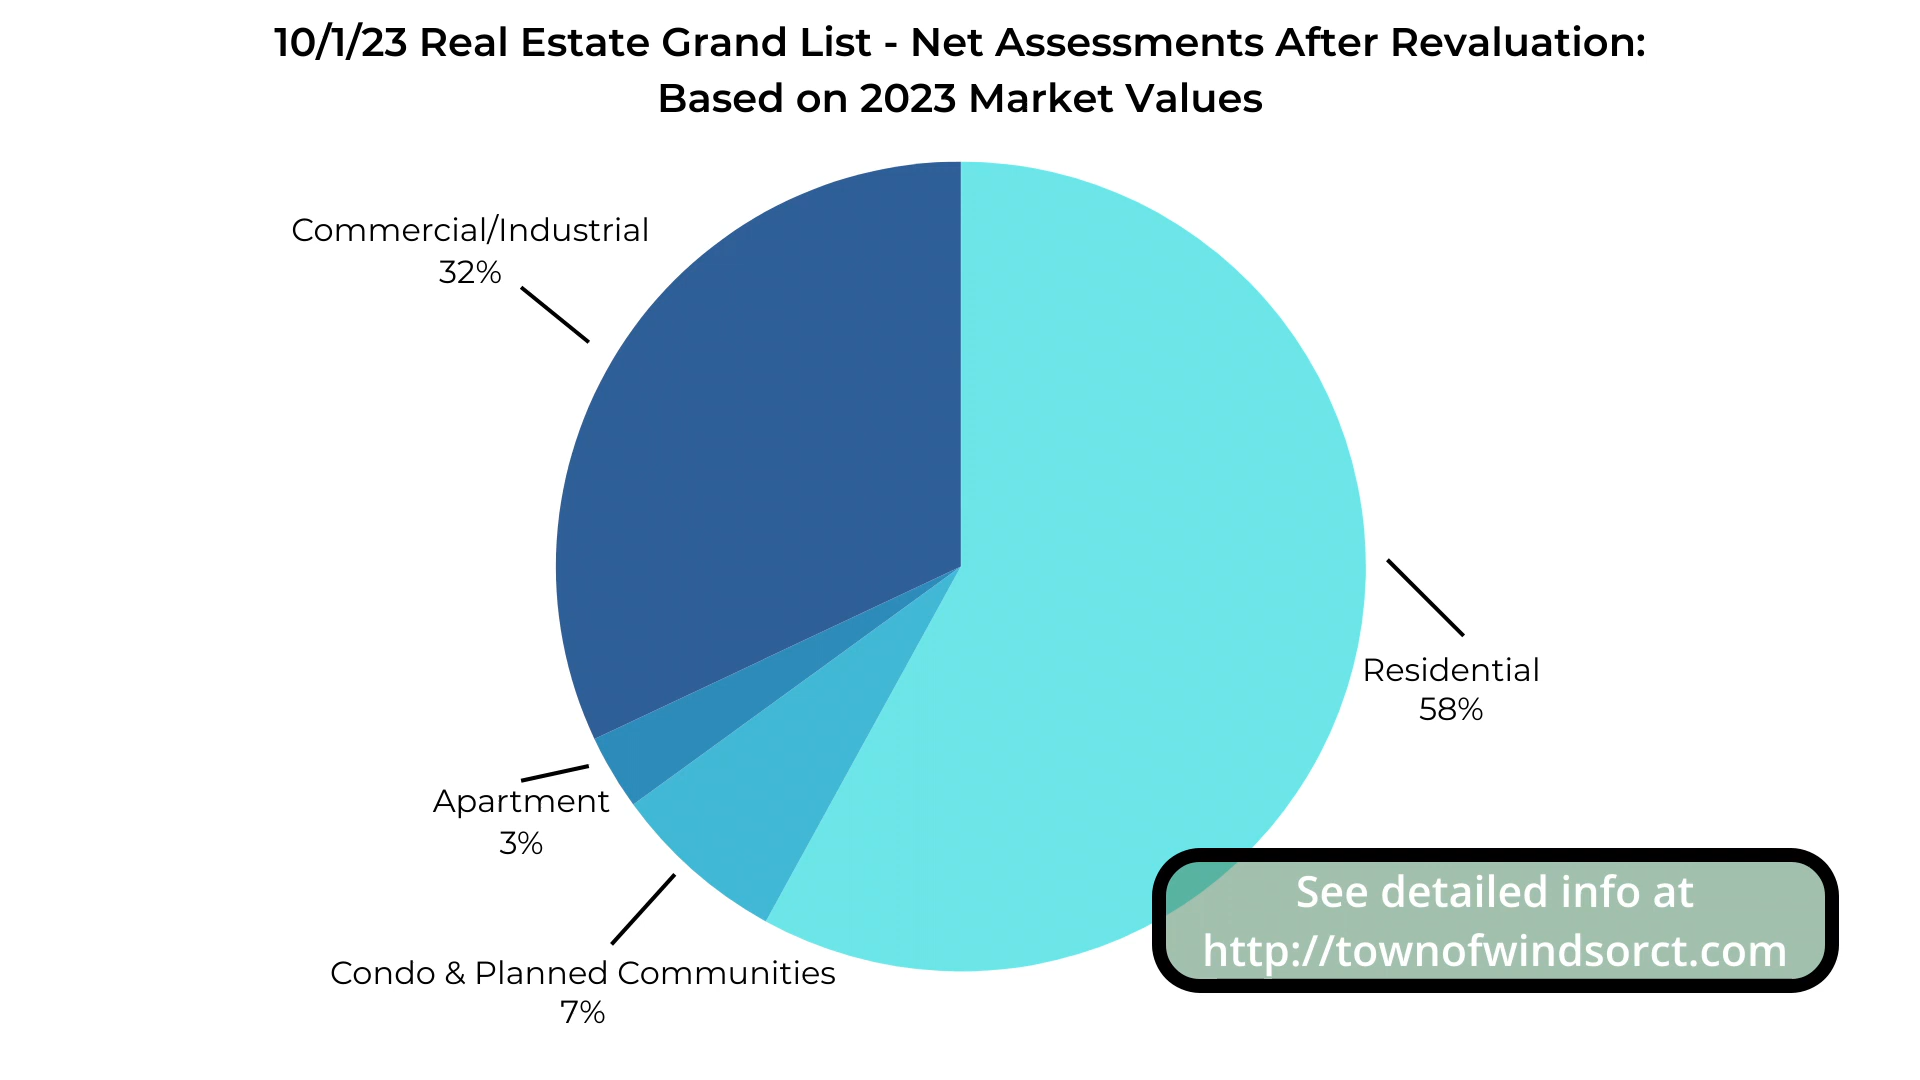 10/1/23 Real Estate Grand List - Net Assessments After Revaluation:
Based on 2023 Market Values
Commercial/Industrial
32%
Residential
58%
Apartment
3%
Condo & Planned Communities
7%
See detailed info at
http://townofwindsorct.com